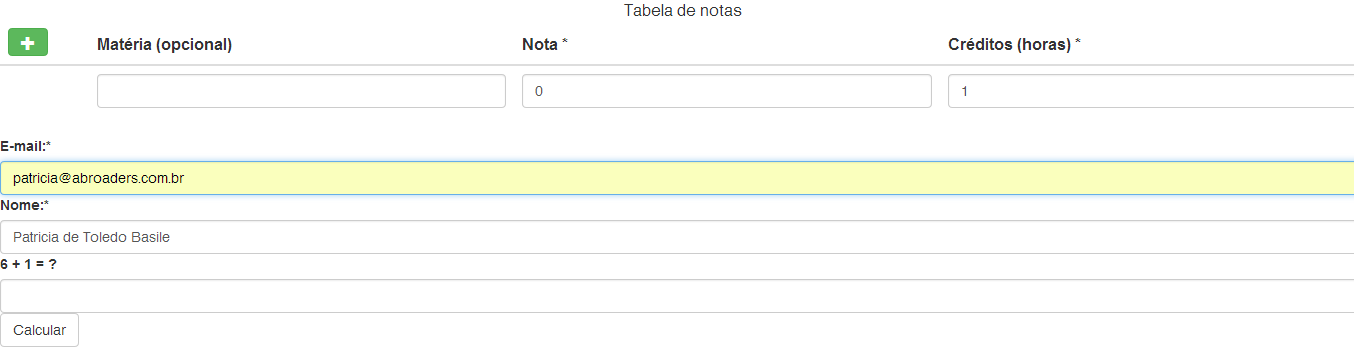 Tabela de notas
Matéria (opcional) Nota * Créditos (horas) *
0 1
E-mail:*
patricia@abroaders.com.br
Nome:*
Patricia de Toledo Basile
6 + 1 = ?
Calcular